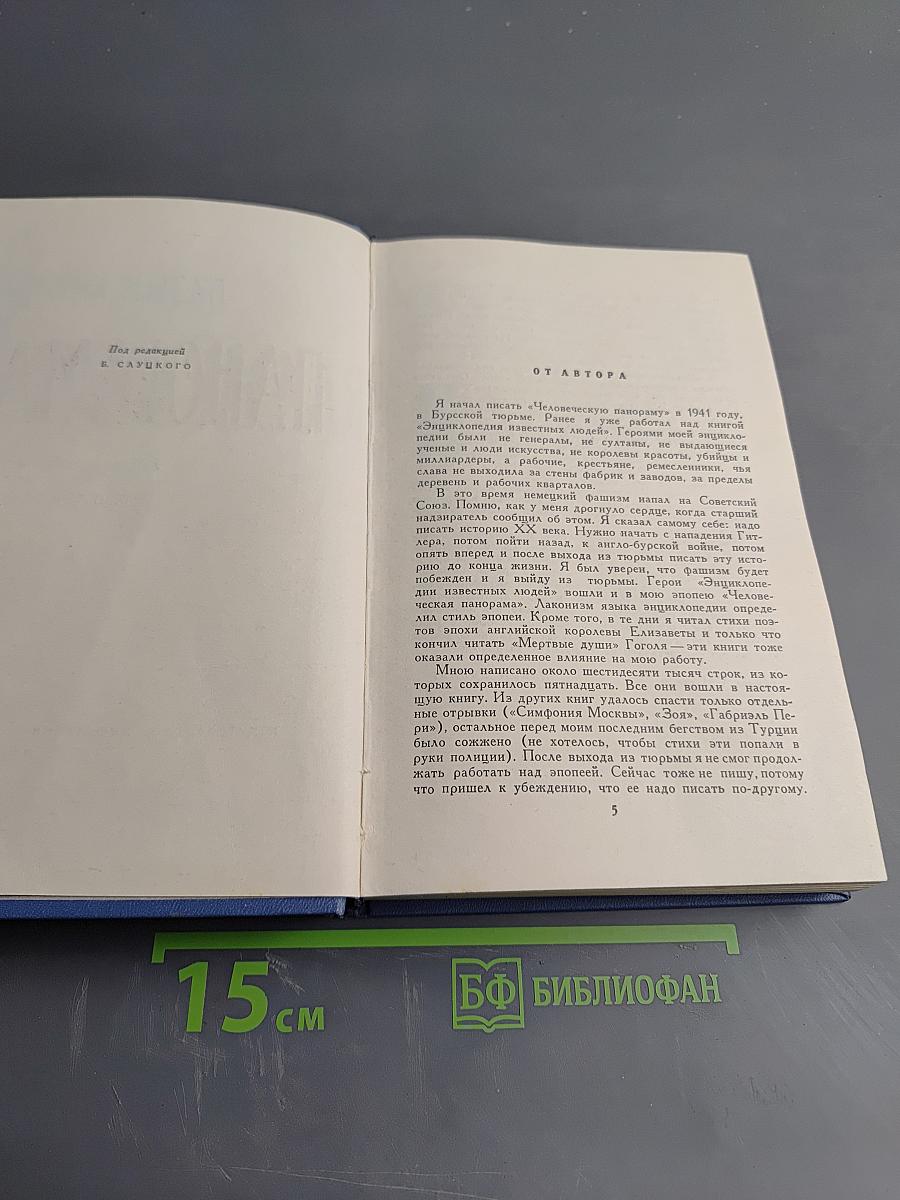 Под редакцией
Б. СЛУЦКОГО
ОТ АВТОРА
Я начал писать «Человеческую панораму» в 1941 году,
в Бурсской тюрьме. Ранее я уже работал над книгой
«Энциклопедия известных людей». Героями моей энцикло-
педии были не генералы, не султаны, не выдающиеся
ученые и люди искусства, не королевы красоты, убийцы и
миллиардеры, а рабочие, крестьяне, ремесленники, чья
слава не выходила за стены фабрик и заводов, за пределы
деревень и рабочих кварталов.
В это время немецкий фашизм напал на Советский
Союз. Помню, как у меня дрогнуло сердце, когда старший
надзиратель сообщил об этом. Я сказал самому себе: надо
писать историю XX века. Нужно начать с нападения Гит-
лера, потом пойти назад, к англо-бурской войне, потом
опять вперед и после выхода из тюрьмы писать эту исто-
рию до конца жизни. Я был уверен, что фашизм будет
побежден и я выйду из тюрьмы. Герои «Энциклопе-
дии известных людей» вошли и в мою эпопею «Челове-
ческая панорама». Лаконизм языка энциклопедии опреде-
лил стиль эпопеи. Кроме того, в те дни я читал стихи поэ-
тов эпохи английской королевы Елизаветы и только что
кончил читать «Мертвые души» Гоголя — эти книги тоже
оказали определенное влияние на мою работу.
Мною написано около шестидесяти тысяч строк, из ко-
торых сохранилось пятнадцать. Все они вошли в настоя-
щую книгу. Из других книг удалось спасти только отдель-
ные отрывки («Симфония Москвы», «Зоя», «Габриэль Пе-
ри»), остальное перед моим последним бегством из Турции
было сожжено (не хотелось, чтобы стихи эти попали в
руки полиции). После выхода из тюрьмы я не смог продол-
жать работать над эпопеей. Сейчас тоже не пишу, потому
что пришел к убеждению, что ее надо писать по-другому.
5
15 см
БФ БИБЛИОФАН